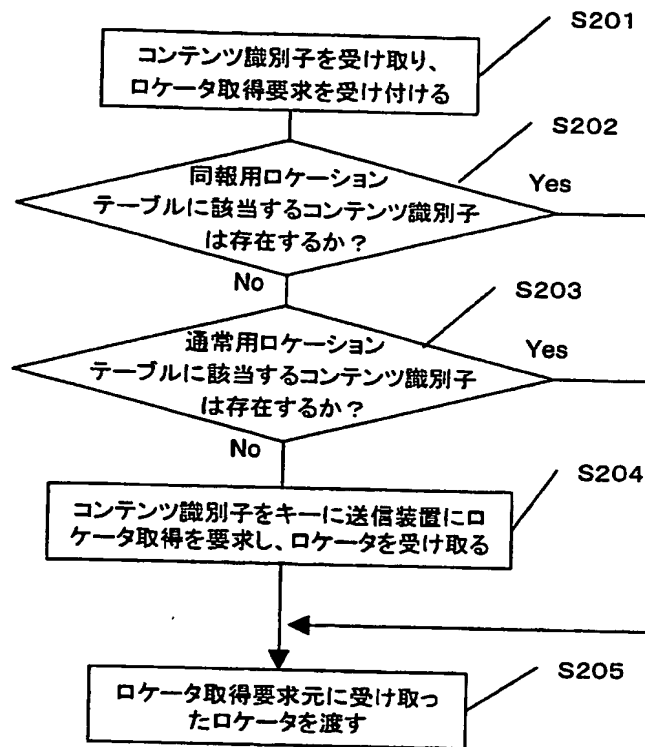 S201
コンテンツ識別子を受け取り、
ロケータ取得要求を受け付ける
S202
同報用ロケーション
テーブルに該当するコンテンツ識別子
は存在するか？
Yes
No
S203
通常用ロケーション
テーブルに該当するコンテンツ識別子
は存在するか？
Yes
No
S204
コンテンツ識別子をキーに送信装置にロ
ケータ取得を要求し、ロケータを受け取る
S205
ロケータ取得要求元に受け取っ
たロケータを渡す